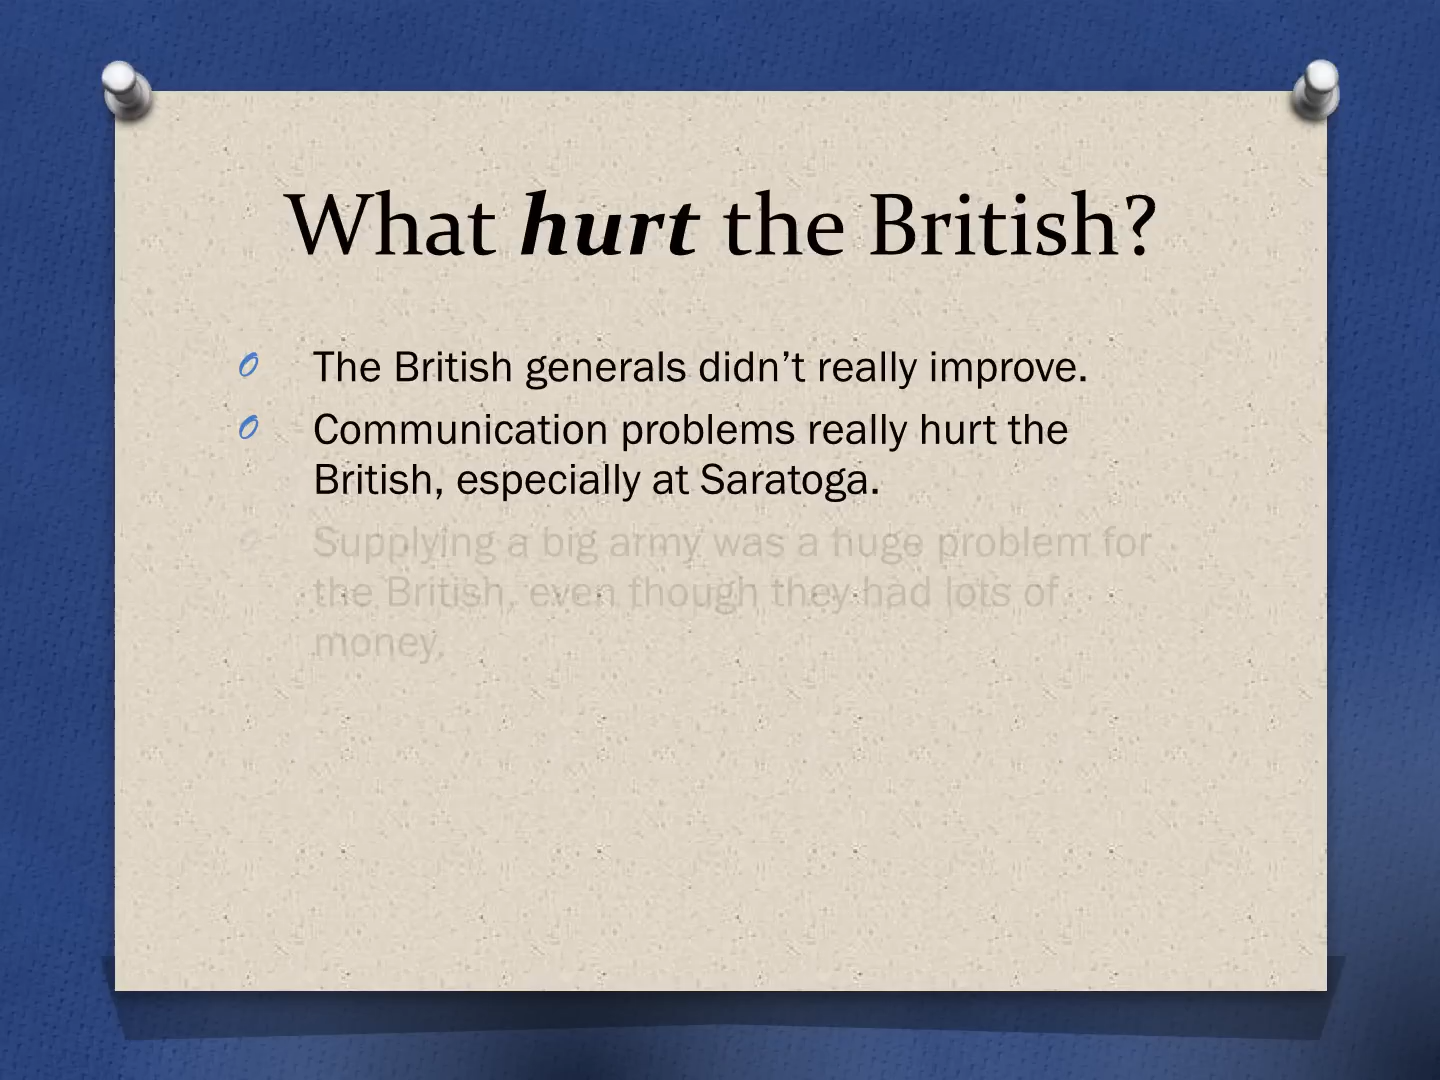 What hurt the British?
The British generals didn’t really improve.
Communication problems really hurt the
British, especially at Saratoga.
Supplying a big army was a huge problem for
the British, even though they had lots of
money.